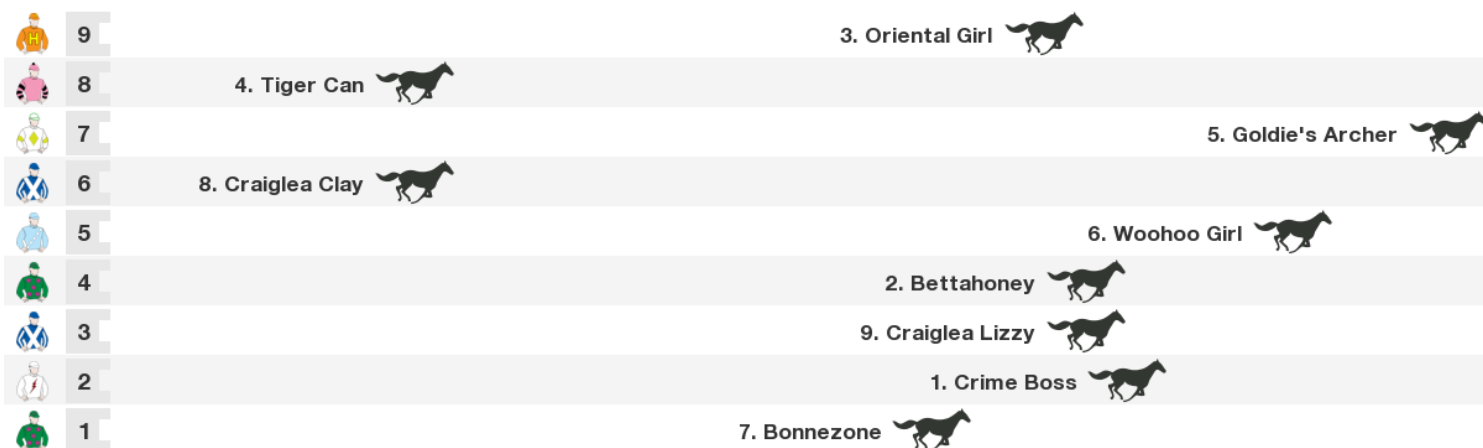 9 3. Oriental Girl
8 4. Tiger Can
7 5. Goldie's Archer
6 8. Craiglea Clay
5 6. Woohoo Girl
4 2. Bettahoney
3 9. Craiglea Lizzy
2 1. Crime Boss
1 7. Bonnezone